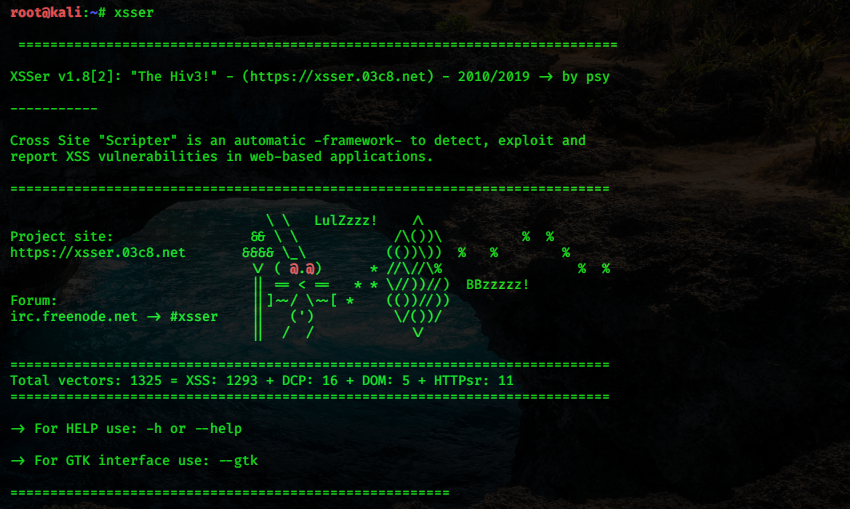 root@kali:~# xsser
===========================================================================
XSSer v1.8[2]: "The Hiv3!" - (https://xsser.03c8.net) - 2010/2019 -> by psy
-----------
Cross Site "Scripter" is an automatic -framework- to detect, exploit and
report XSS vulnerabilities in web-based applications.
===========================================================================
                                \ \   LulZzzz!    /\
Project site:                 && \ \            /\())\          %  %
https://xsser.03c8.net       &&&& \_\          (())\))  %   %        %
                              \/ ( @.@)      * //\//\%                 %  %
                              || == < ==   * * \//))//)  BBzzzzz!
Forum:                        ||]~~/ \~~[ *    (())//))
irc.freenode.net -> #xsser    ||   (')          \/())/
                              ||  /  /            \/
===========================================================================
Total vectors: 1325 = XSS: 1293 + DCP: 16 + DOM: 5 + HTTPsr: 11
===========================================================================
-> For HELP use: -h or --help
-> For GTK interface use: --gtk
=======================================================